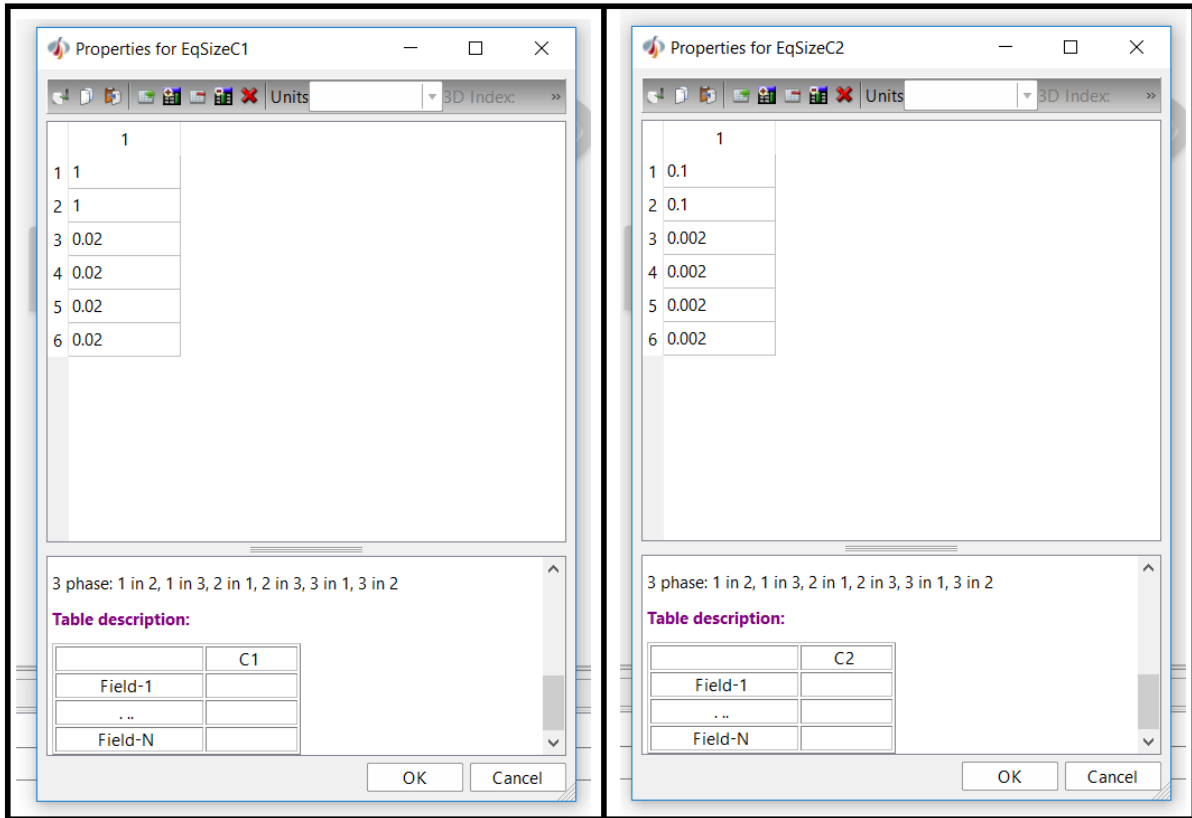 Properties for EqSizeC1
Units 3D Index: »
1
1 1
2 1
3 0.02
4 0.02
5 0.02
6 0.02
3 phase: 1 in 2, 1 in 3, 2 in 1, 2 in 3, 3 in 1, 3 in 2
Table description:
C1
Field-1
. ..
Field-N
OK Cancel
Properties for EqSizeC2
Units 3D Index: »
1
1 0.1
2 0.1
3 0.002
4 0.002
5 0.002
6 0.002
3 phase: 1 in 2, 1 in 3, 2 in 1, 2 in 3, 3 in 1, 3 in 2
Table description:
C2
Field-1
. ..
Field-N
OK Cancel